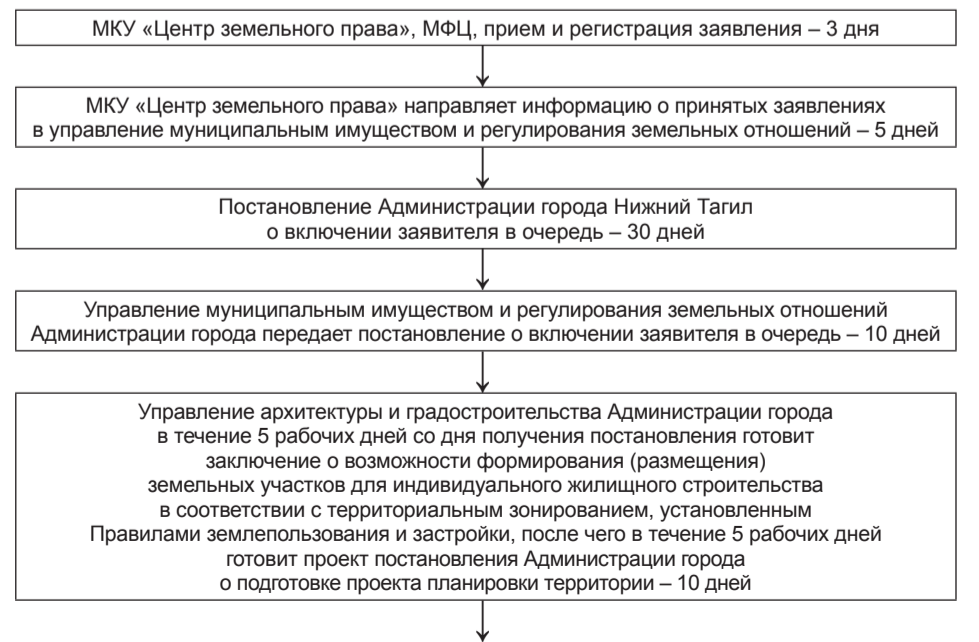 МКУ «Центр земельного права», МФЦ, прием и регистрация заявления – 3 дня
МКУ «Центр земельного права» направляет информацию о принятых заявлениях
в управление муниципальным имуществом и регулирования земельных отношений – 5 дней
Постановление Администрации города Нижний Тагил
о включении заявителя в очередь – 30 дней
Управление муниципальным имуществом и регулирования земельных отношений
Администрации города передает постановление о включении заявителя в очередь – 10 дней
Управление архитектуры и градостроительства Администрации города
в течение 5 рабочих дней со дня получения постановления готовит
заключение о возможности формирования (размещения)
земельных участков для индивидуального жилищного строительства
в соответствии с территориальным зонированием, установленным
Правилами землепользования и застройки, после чего в течение 5 рабочих дней
готовит проект постановления Администрации города
о подготовке проекта планировки территории – 10 дней